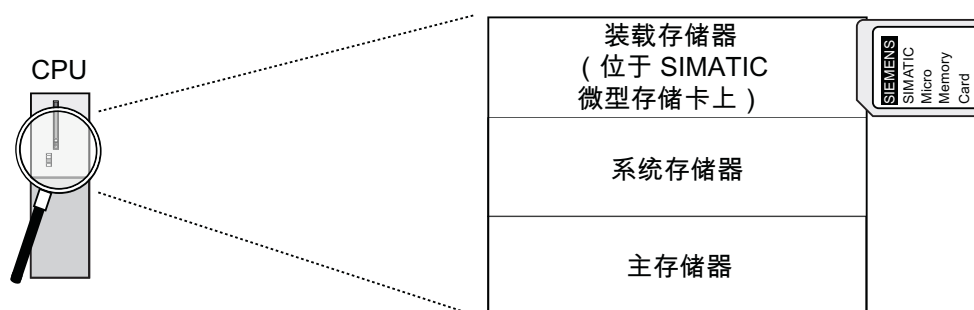 CPU
装载存储器
（位于 SIMATIC
微型存储卡上）
SIEMENS
SIMATIC
Micro
Memory
Card
系统存储器
主存储器